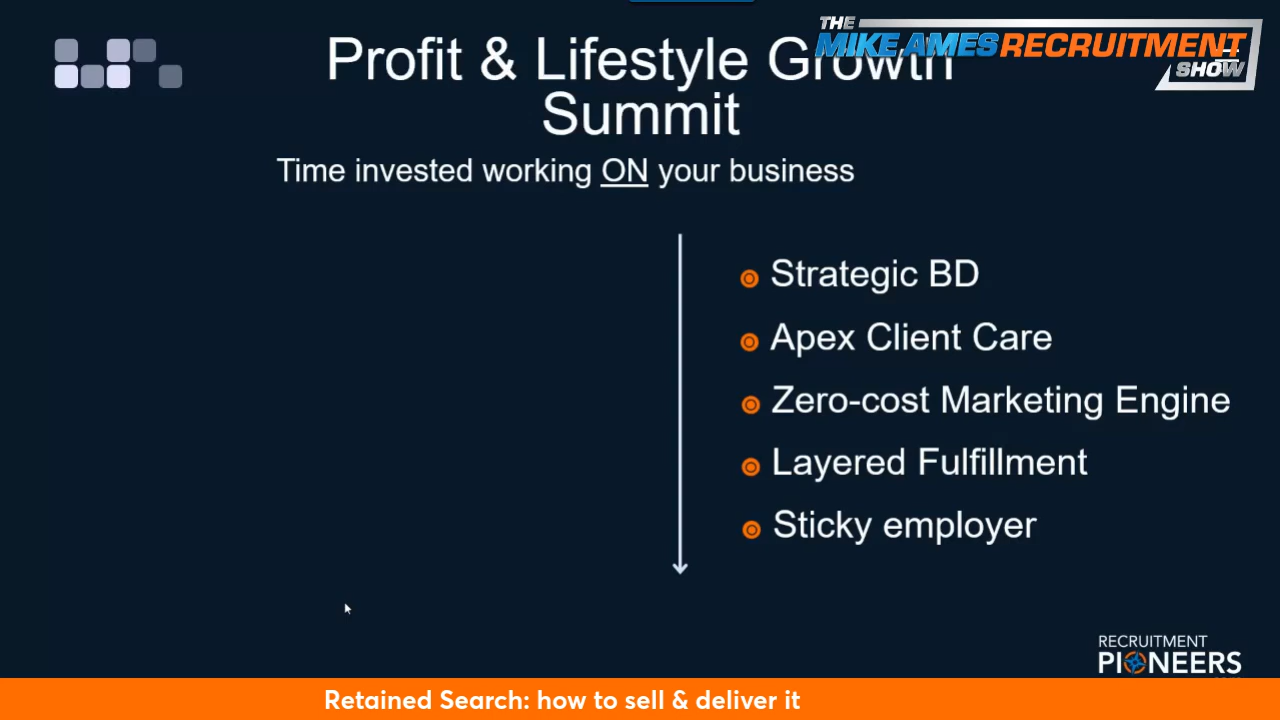 THE
MIKE AMES RECRUITMENT
SHOW
Profit & Lifestyle Growth
Summit
Time invested working ON your business
Strategic BD
Apex Client Care
Zero-cost Marketing Engine
Layered Fulfillment
Sticky employer
RECRUITMENT
PIONEERS
Retained Search: how to sell & deliver it